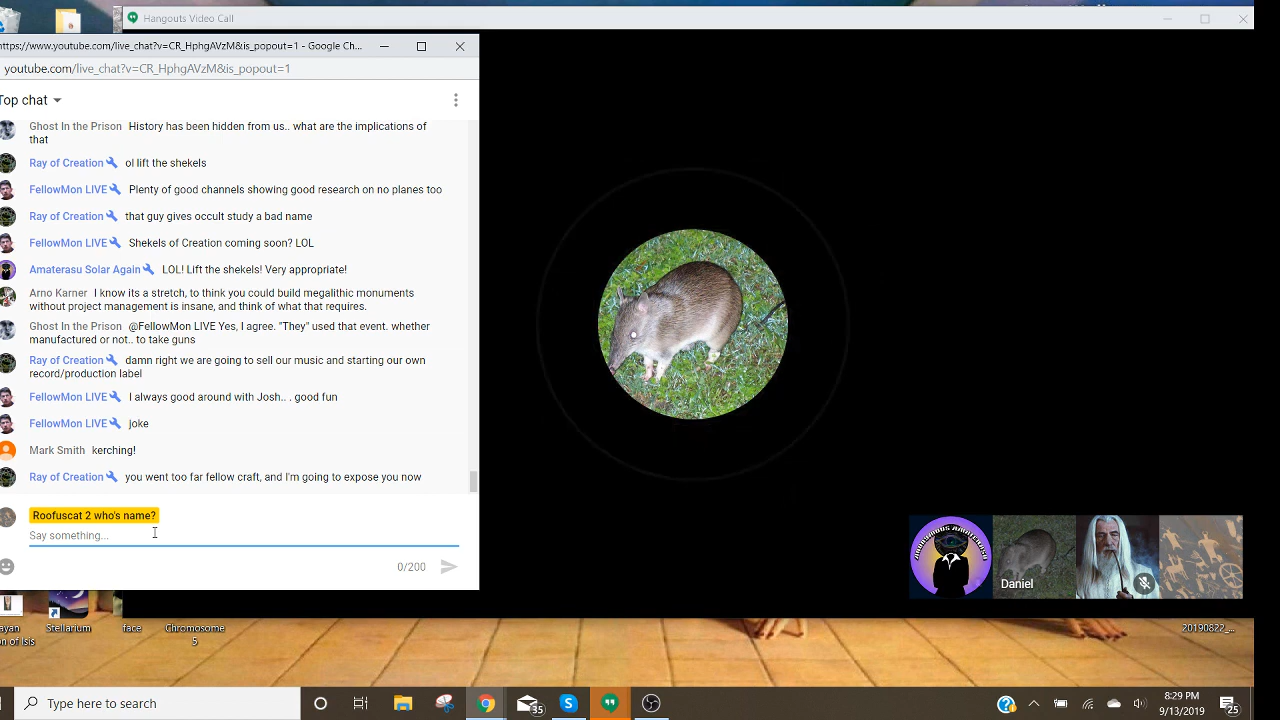 Hangouts Video Call
https://www.youtube.com/live_chat?v=CR_HphgAVzM&is_popout=1 - Google Ch...
youtube.com/live_chat?v=CR_HphgAVzM&is_popout=1
Top chat
Ghost In the Prison History has been hidden from us.. what are the implications of
that
Ray of Creation ol lift the shekels
FellowMon LIVE Plenty of good channels showing good research on no planes too
Ray of Creation that guy gives occult study a bad name
FellowMon LIVE Shekels of Creation coming soon? LOL
Amaterasu Solar Again LOL! Lift the shekels! Very appropriate!
Arno Karner I know its a stretch, to think you could build megalithic monuments
without project management is insane, and think of what that requires.
Ghost In the Prison @FellowMon LIVE Yes, I agree. "They" used that event. whether
manufactured or not.. to take guns
Ray of Creation damn right we are going to sell our music and starting our own
record/production label
FellowMon LIVE I always good around with Josh.. . good fun
FellowMon LIVE joke
Mark Smith kerching!
Ray of Creation you went too far fellow craft, and I'm going to expose you now
Roofuscat 2 who's name?
Say something...
0/200
Daniel
Stellarium
face
Chromosome
5
ayan
on of Isis
20190822_...
Type here to search
35
8:29 PM
9/13/2019
25